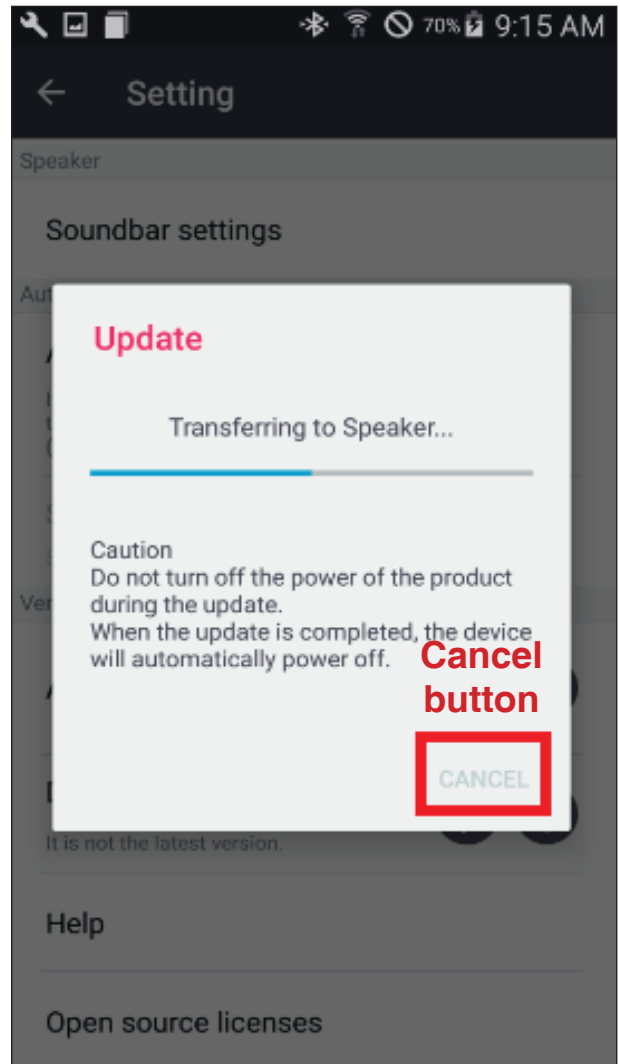 70% 9:15 AM
Setting
Speaker
Soundbar settings
Aut
Update
Transferring to Speaker...
Caution
Do not turn off the power of the product
during the update.
When the update is completed, the device
will automatically power off.
Cancel
button
Ver
CANCEL
It is not the latest version.
Help
Open source licenses